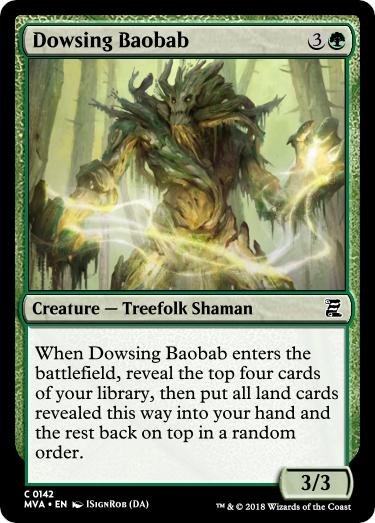 Dowsing Baobab 3
Creature — Treefolk Shaman
When Dowsing Baobab enters the
battlefield, reveal the top four cards
of your library, then put all land cards
revealed this way into your hand and
the rest back on top in a random
order.
3/3
C 0142
MVA • EN ISignRob (DA) ™ & © 2018 Wizards of the Coast